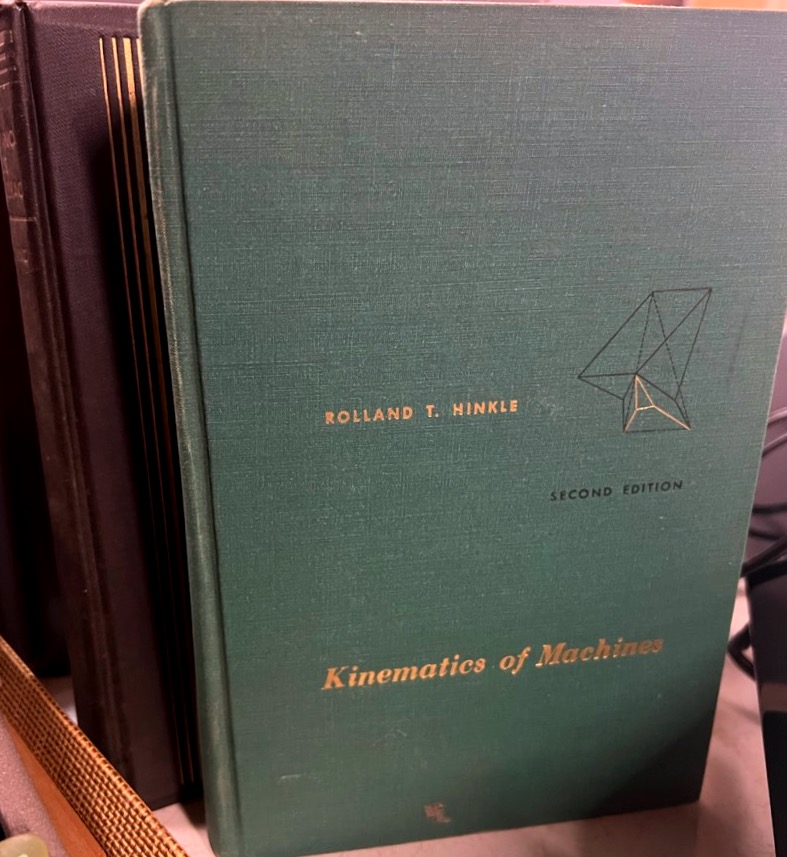 ROLLAND T. HINKLE
SECOND EDITION
Kinematics of Machines